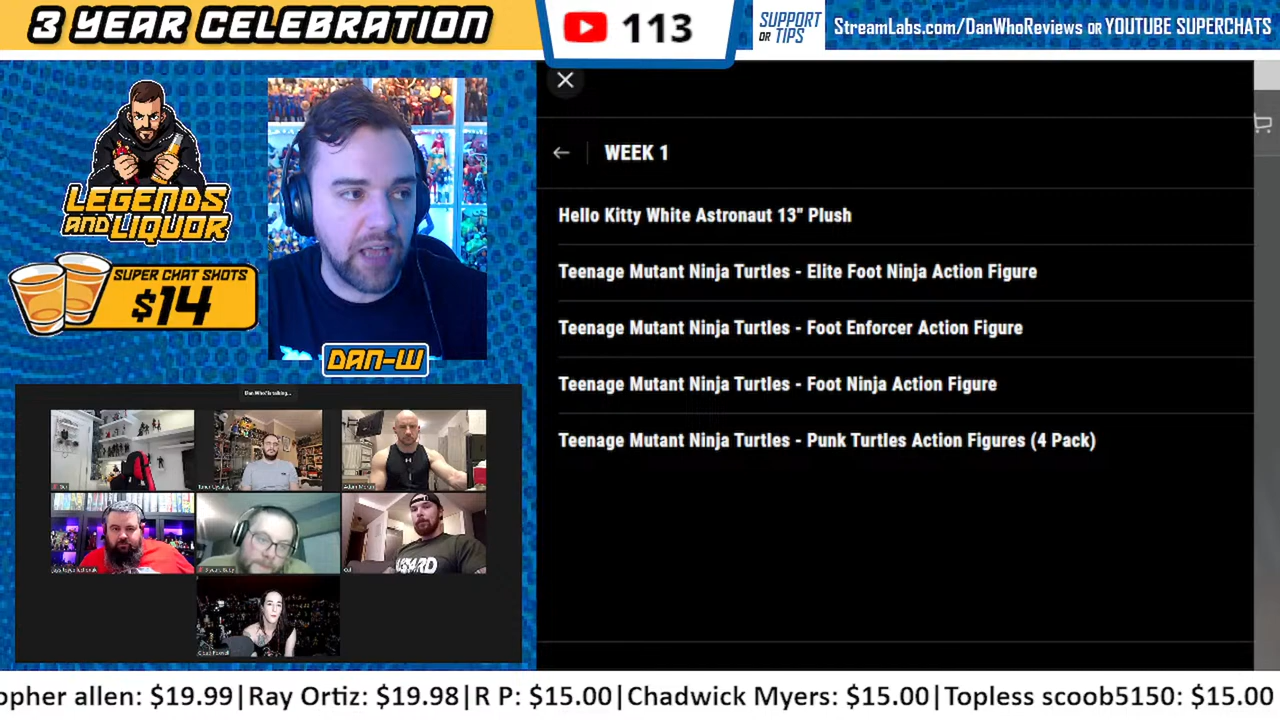 3 YEAR CELEBRATION
113
SUPPORT
OR TIPS
StreamLabs.com/DanWhoReviews OR YOUTUBE SUPERCHATS
LEGENDS
AND LIQUOR
SUPER CHAT SHOTS
$14
DAN-W
WEEK 1
Hello Kitty White Astronaut 13" Plush
Teenage Mutant Ninja Turtles - Elite Foot Ninja Action Figure
Teenage Mutant Ninja Turtles - Foot Enforcer Action Figure
Teenage Mutant Ninja Turtles - Foot Ninja Action Figure
Teenage Mutant Ninja Turtles - Punk Turtles Action Figures (4 Pack)
opher allen: $19.99|Ray Ortiz: $19.98|R P: $15.00|Chadwick Myers: $15.00|Topless scoob5150: $15.00